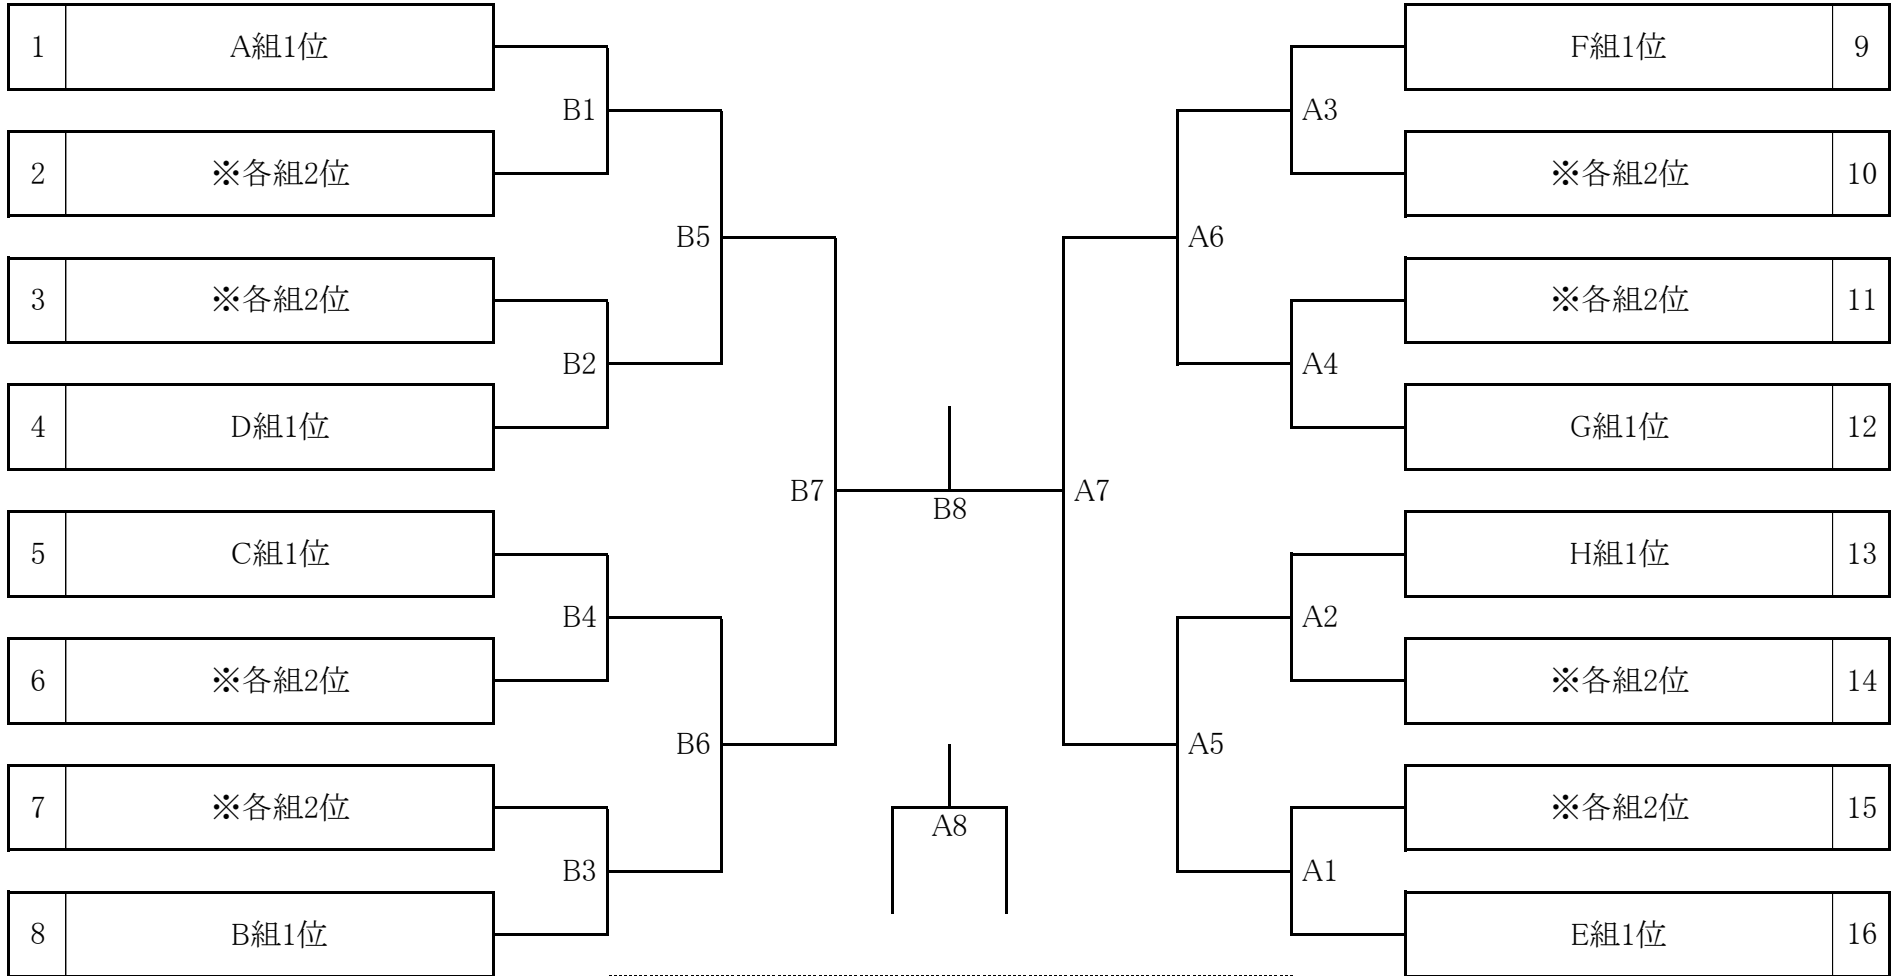 1 A組1位
2 ※各組2位
3 ※各組2位
4 D組1位
5 C組1位
6 ※各組2位
7 ※各組2位
8 B組1位
B1
B2
B4
B3
B5
B6
B7
B8
A8
A7
A6
A5
A3
A4
A2
A1
F組1位 9
※各組2位 10
※各組2位 11
G組1位 12
H組1位 13
※各組2位 14
※各組2位 15
E組1位 16